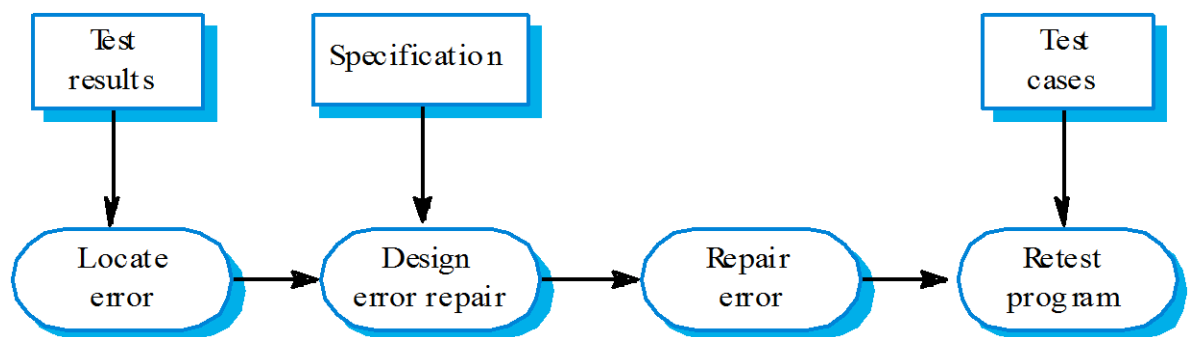 Test
results
Specification
Test
cases
Locate
error
Design
error repair
Repair
error
Retest
program